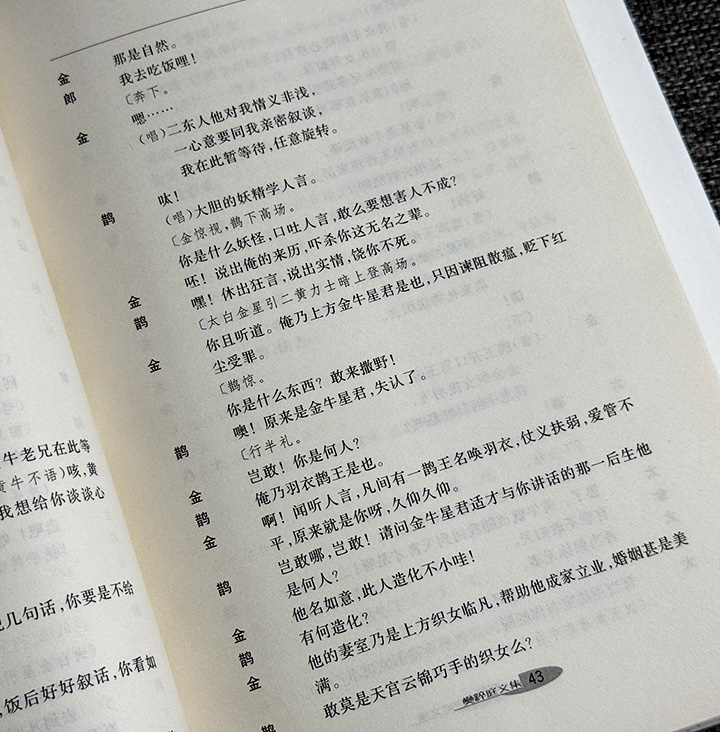 牛老兄在此等
黄牛不语)咳,黄
我想给你谈谈心
几句话,你要是不给
,饭后好好叙话,你看如
金 那是自然。
郎 我去吃饭哩!
〔奔下。
金 嗯……
(唱)二东人他对我情义非浅,
一心意要同我亲密叙谈,
我在此暂等待,任意旋转。
鹊 呔!
(唱)大胆的妖精学人言。
〔金惊视,鹊下高场。
你是什么妖怪,口吐人言,敢么要想害人不成?
金 呸!说出俺的来历,吓杀你这无名之辈。
鹊 嘿!休出狂言,说出实情,饶你不死。
〔太白金星引二黄力士暗上登高场。
金 你且听道。俺乃上方金牛星君是也,只因谏阻散瘟,贬下红
尘受罪。
〔鹊惊。
你是什么东西?敢来撒野!
鹊 噢!原来是金牛星君,失认了。
〔行半礼。
金 岂敢!你是何人?
鹊 俺乃羽衣鹊王是也。
金 啊!闻听人言,凡间有一鹊王名唤羽衣,仗义扶弱,爱管不
平,原来就是你呀,久仰久仰。
鹊 岂敢哪,岂敢!请问金牛星君适才与你讲话的那一后生他
是何人?
金 他名如意,此人造化不小哇!
鹊 有何造化?
金 他的妻室乃是上方织女临凡,帮助他成家立业,婚姻甚是美
满。
鹊 敢莫是天官云锦巧手的织女么?
樊粹庭文集 43